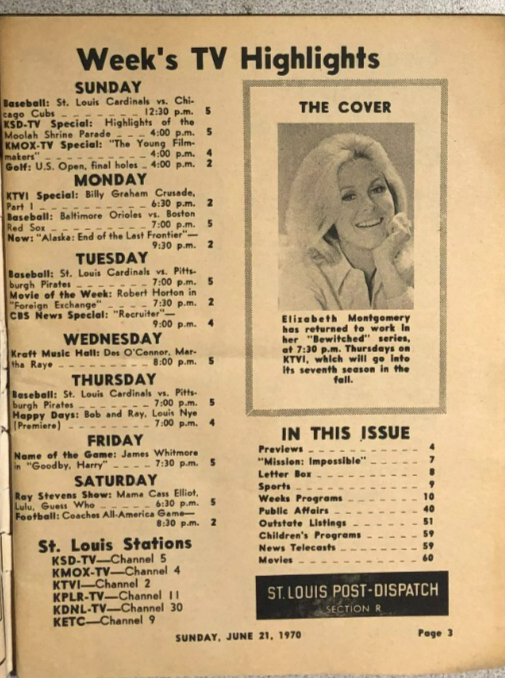 Week's TV Highlights
SUNDAY
Baseball: St. Louis Cardinals vs. Chi-
cago Cubs _ _ _ _ _ _ _ _ 12:30 p.m. 5
KSD-TV Special: Highlights of the
Moolah Shrine Parade _ _ _ 4:00 p.m. 5
KMOX-TV Special: "The Young Film-
makers" _ _ _ _ _ _ _ _ 4:00 p.m. 4
Golf: U.S. Open, final holes _ 4:00 p.m. 2
MONDAY
KTVI Special: Billy Graham Crusade,
Part I _ _ _ _ _ _ _ _ _ 6:30 p.m. 2
Baseball: Baltimore Orioles vs. Boston
Red Sox _ _ _ _ _ _ _ _ 7:00 p.m. 5
Now: "Alaska: End of the Last Frontier"—
9:30 p.m. 2
TUESDAY
Baseball: St. Louis Cardinals vs. Pitts-
burgh Pirates _ _ _ _ _ _ 7:00 p.m. 5
Movie of the Week: Robert Horton in
"Foreign Exchange" _ _ _ 7:30 p.m. 2
CBS News Special: "Recruiter"—
9:00 p.m. 4
WEDNESDAY
Kraft Music Hall: Des O'Connor, Mar-
tha Raye _ _ _ _ _ _ _ _ 8:00 p.m. 5
THURSDAY
Baseball: St. Louis Cardinals vs. Pitts-
burgh Pirates _ _ _ _ _ _ 7:00 p.m. 5
Happy Days: Bob and Ray, Louis Nye
(Premiere) _ _ _ _ _ _ _ 7:00 p.m. 4
FRIDAY
Name of the Game: James Whitmore
in "Goodby, Harry" _ _ _ 7:30 p.m. 5
SATURDAY
Ray Stevens Show: Mama Cass Elliot,
Lulu, Guess Who _ _ _ _ 6:30 p.m. 5
Football: Coaches All-America Game—
8:30 p.m. 2
St. Louis Stations
KSD-TV—Channel 5
KMOX-TV—Channel 4
KTVI—Channel 2
KPLR-TV—Channel 11
KDNL-TV—Channel 30
KETC—Channel 9
THE COVER
Elizabeth Montgomery
has returned to work in
her "Bewitched" series,
at 7:30 p.m. Thursdays on
KTVI, which will go into
its seventh season in the
fall.
IN THIS ISSUE
Previews _ _ _ _ _ _ _ _ 4
"Mission: Impossible" _ _ _ _ 7
Letter Box _ _ _ _ _ _ _ 8
Sports _ _ _ _ _ _ _ _ _ 9
Weeks Programs _ _ _ _ _ 10
Public Affairs _ _ _ _ _ _ 40
Outstate Listings _ _ _ _ _ 51
Children's Programs _ _ _ _ 59
News Telecasts _ _ _ _ _ _ 59
Movies _ _ _ _ _ _ _ _ _ 60
ST. LOUIS POST-DISPATCH
SECTION R
SUNDAY, JUNE 21, 1970
Page 3